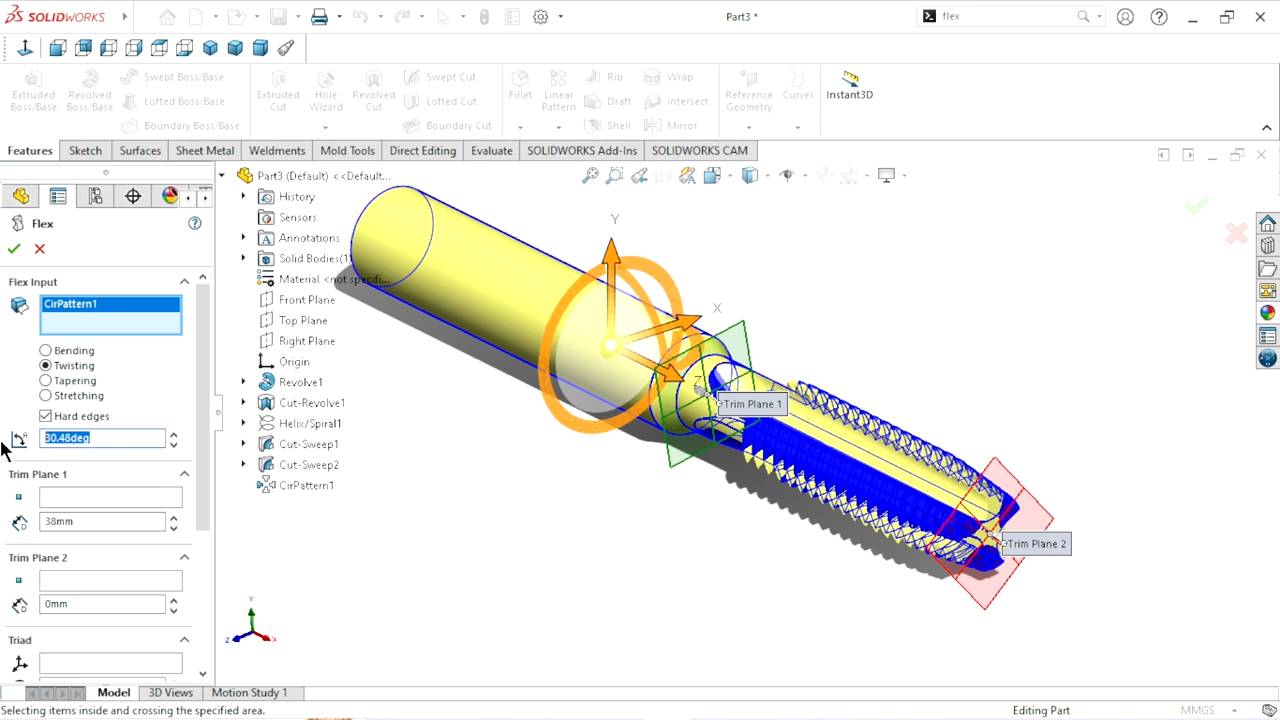 SOLIDWORKS
Part3 *
flex
Extruded Boss/Base
Revolved Boss/Base
Swept Boss/Base
Lofted Boss/Base
Boundary Boss/Base
Extruded Cut
Hole Wizard
Revolved Cut
Swept Cut
Lofted Cut
Boundary Cut
Fillet
Linear Pattern
Rib
Draft
Shell
Wrap
Intersect
Mirror
Reference Geometry
Curves
Instant3D
Features
Sketch
Surfaces
Sheet Metal
Weldments
Mold Tools
Direct Editing
Evaluate
SOLIDWORKS Add-Ins
SOLIDWORKS CAM
Flex
Flex Input
CirPattern1
Bending
Twisting
Tapering
Stretching
Hard edges
30.48deg
Trim Plane 1
38mm
Trim Plane 2
0mm
Triad
Part3 (Default) <<Default...
History
Sensors
Annotations
Solid Bodies(1)
Material <not specifi...
Front Plane
Top Plane
Right Plane
Origin
Revolve1
Cut-Revolve1
Helix/Spiral1
Cut-Sweep1
Cut-Sweep2
CirPattern1
Y
X
Z
Trim Plane 1
Trim Plane 2
Y
Z
X
Model
3D Views
Motion Study 1
Selecting items inside and crossing the specified area.
Editing Part
MMGS